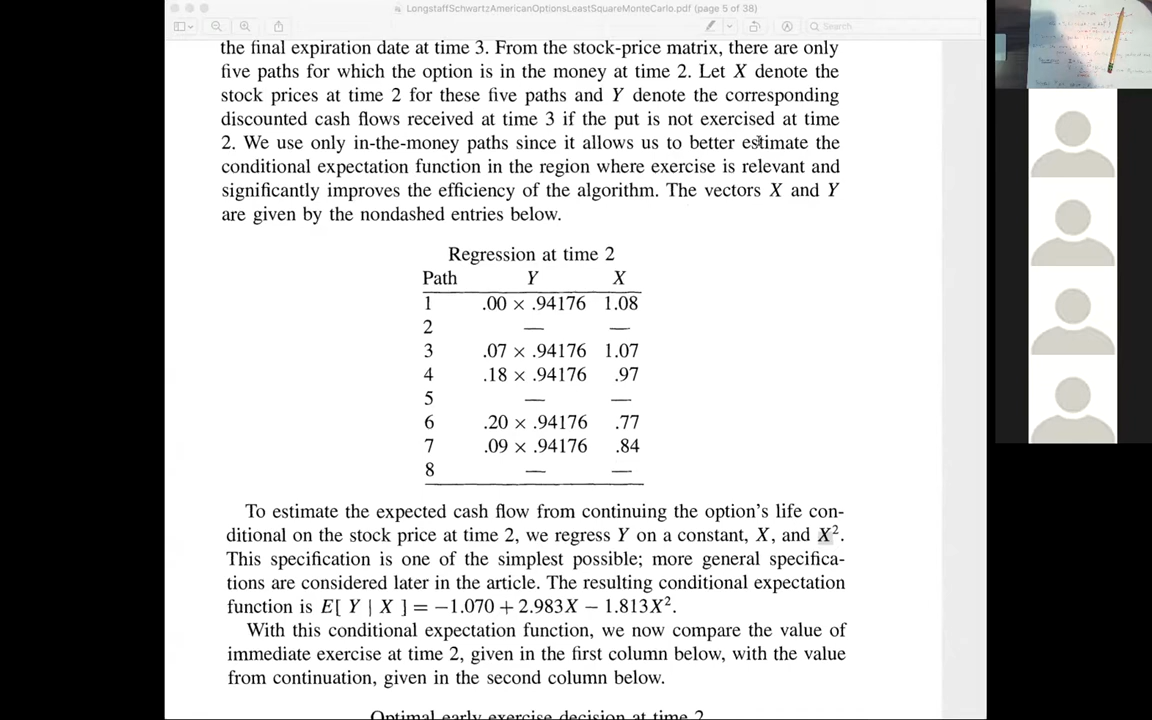 LongstaffSchwartzAmericanOptionsLeastSquareMonteCarlo.pdf (page 5 of 38)
Search
the final expiration date at time 3. From the stock-price matrix, there are only
five paths for which the option is in the money at time 2. Let X denote the
stock prices at time 2 for these five paths and Y denote the corresponding
discounted cash flows received at time 3 if the put is not exercised at time
2. We use only in-the-money paths since it allows us to better estimate the
conditional expectation function in the region where exercise is relevant and
significantly improves the efficiency of the algorithm. The vectors X and Y
are given by the nondashed entries below.
Regression at time 2
Path Y X
1 .00 × .94176 1.08
2 — —
3 .07 × .94176 1.07
4 .18 × .94176 .97
5 — —
6 .20 × .94176 .77
7 .09 × .94176 .84
8 — —
To estimate the expected cash flow from continuing the option's life con-
ditional on the stock price at time 2, we regress Y on a constant, X, and X².
This specification is one of the simplest possible; more general specifica-
tions are considered later in the article. The resulting conditional expectation
function is E[ Y | X ] = −1.070 + 2.983X − 1.813X².
With this conditional expectation function, we now compare the value of
immediate exercise at time 2, given in the first column below, with the value
from continuation, given in the second column below.
Optimal early exercise decision at time 2